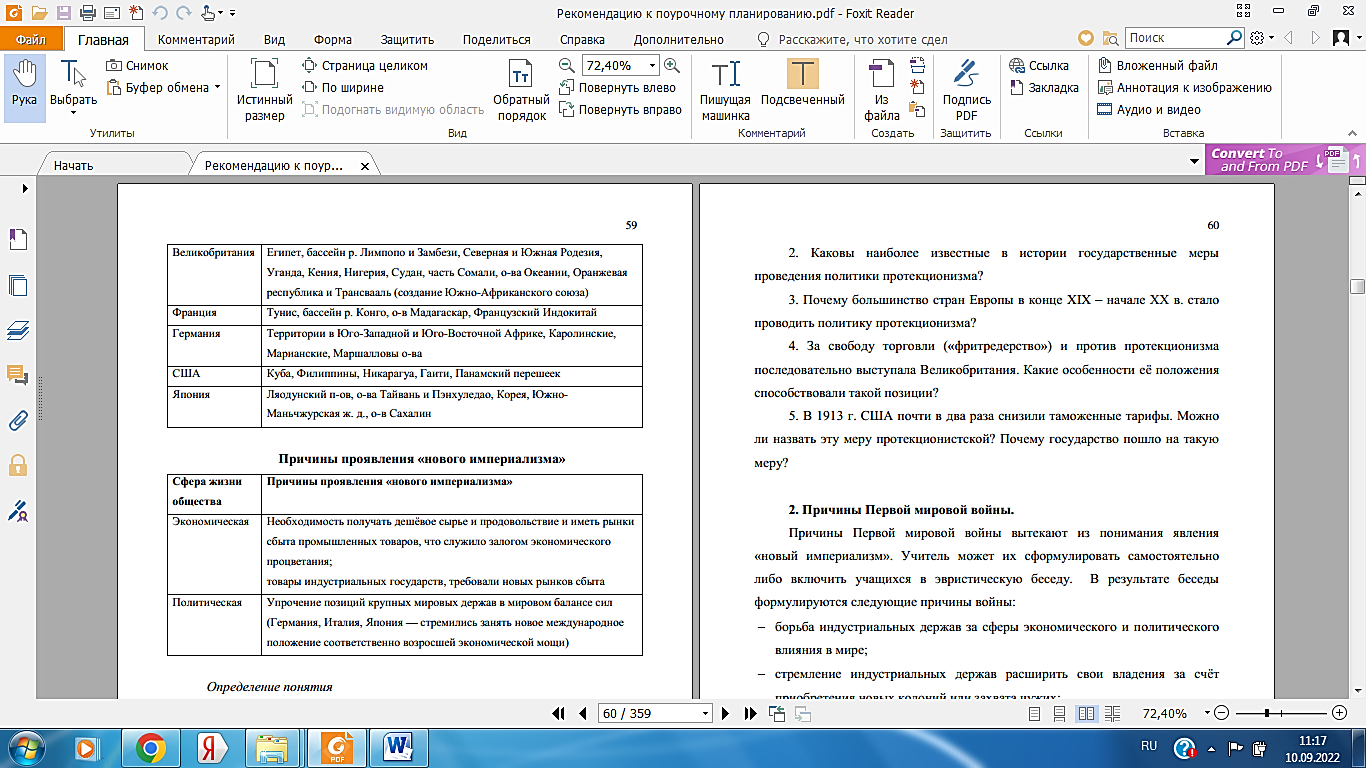 Рекомендацию к поурочному планированию.pdf - Foxit Reader
Файл
Главная
Комментарий
Вид
Форма
Защитить
Поделиться
Справка
Дополнительно
Расскажите, что хотите сдел
Поиск
Рука
Выбрать
Снимок
Буфер обмена
Утилиты
Истинный
размер
Страница целиком
По ширине
Подогнать видимую область
Обратный
порядок
72,40%
Повернуть влево
Повернуть вправо
Вид
Пишущая
машинка
Подсвеченный
Комментарий
Из
файла
Создать
Подпись
PDF
Защитить
Ссылка
Закладка
Ссылки
Вложенный файл
Аннотация к изображению
Аудио и видео
Вставка
Начать
Рекомендацию к поур...
Convert To
and From PDF
PDF
59
Великобритания Египет, бассейн р. Лимпопо и Замбези, Северная и Южная Родезия,
Уганда, Кения, Нигерия, Судан, часть Сомали, о-ва Океании, Оранжевая
республика и Трансвааль (создание Южно-Африканского союза)
Франция Тунис, бассейн р. Конго, о-в Мадагаскар, Французский Индокитай
Германия Территории в Юго-Западной и Юго-Восточной Африке, Каролинские,
Марианские, Маршалловы о-ва
США Куба, Филиппины, Никарагуа, Гаити, Панамский перешеек
Япония Ляодунский п-ов, о-ва Тайвань и Пэнхуледао, Корея, Южно-
Маньчжурская ж. д., о-в Сахалин
Причины проявления «нового империализма»
Сфера жизни
общества
Причины проявления «нового империализма»
Экономическая Необходимость получать дешёвое сырье и продовольствие и иметь рынки
сбыта промышленных товаров, что служило залогом экономического
процветания;
товары индустриальных государств, требовали новых рынков сбыта
Политическая Упрочение позиций крупных мировых держав в мировом балансе сил
(Германия, Италия, Япония — стремились занять новое международное
положение соответственно возросшей экономической мощи)
Определение понятия
60
2. Каковы наиболее известные в истории государственные меры
проведения политики протекционизма?
3. Почему большинство стран Европы в конце XIX – начале XX в. стало
проводить политику протекционизма?
4. За свободу торговли («фритредерство») и против протекционизма
последовательно выступала Великобритания. Какие особенности её положения
способствовали такой позиции?
5. В 1913 г. США почти в два раза снизили таможенные тарифы. Можно
ли назвать эту меру протекционистской? Почему государство пошло на такую
меру?
2. Причины Первой мировой войны.
Причины Первой мировой войны вытекают из понимания явления
«новый империализм». Учитель может их сформулировать самостоятельно
либо включить учащихся в эвристическую беседу. В результате беседы
формулируются следующие причины войны:
– борьба индустриальных держав за сферы экономического и политического
влияния в мире;
– стремление индустриальных держав расширить свои владения за счёт
приобретения новых колоний или захвата чужих;
60 / 359
72,40%
RU
11:17
10.09.2022